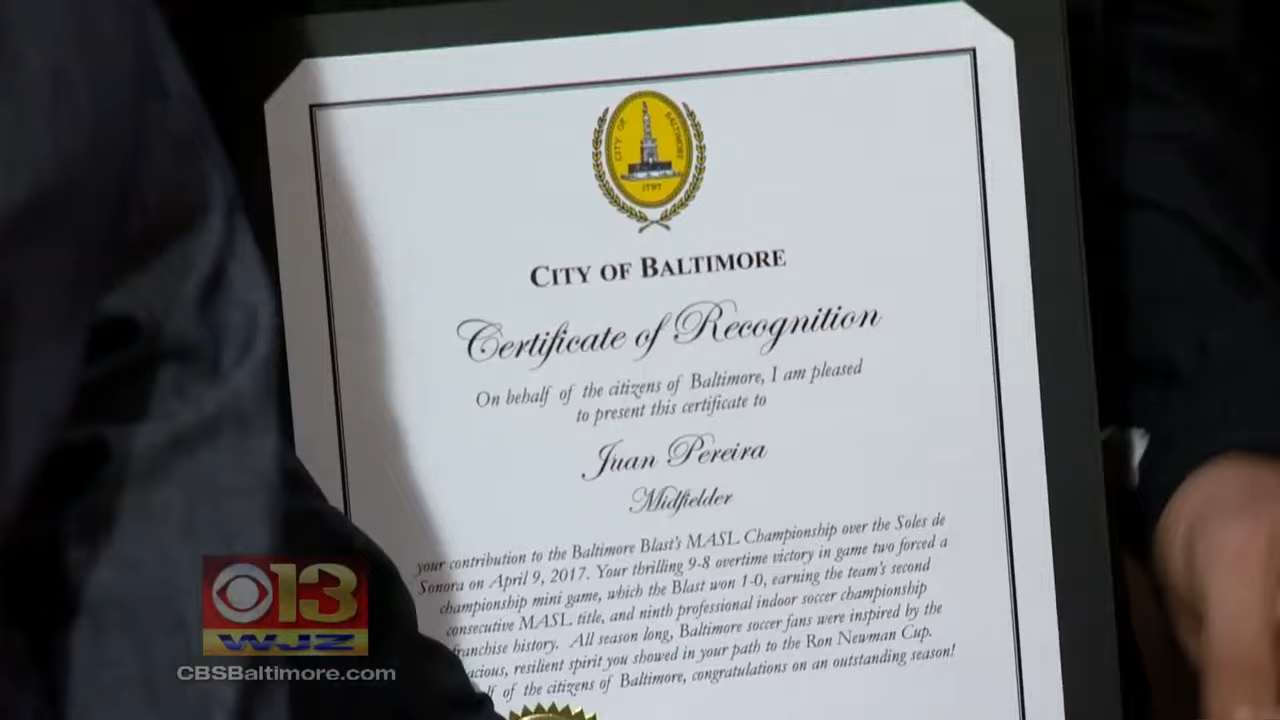 CITY OF BALTIMORE
1797
CITY OF BALTIMORE
Certificate of Recognition
On behalf of the citizens of Baltimore, I am pleased
to present this certificate to
Juan Pereira
Midfielder
your contribution to the Baltimore Blast's MASL Championship over the Soles de
Sonora on April 9, 2017. Your thrilling 9-8 overtime victory in game two forced a
championship mini game, which the Blast won 1-0, earning the team's second
consecutive MASL title, and ninth professional indoor soccer championship
franchise history. All season long, Baltimore soccer fans were inspired by the
resilient spirit you showed in your path to the Ron Newman Cup.
of the citizens of Baltimore, congratulations on an outstanding season!
13
WJZ
CBSBaltimore.com